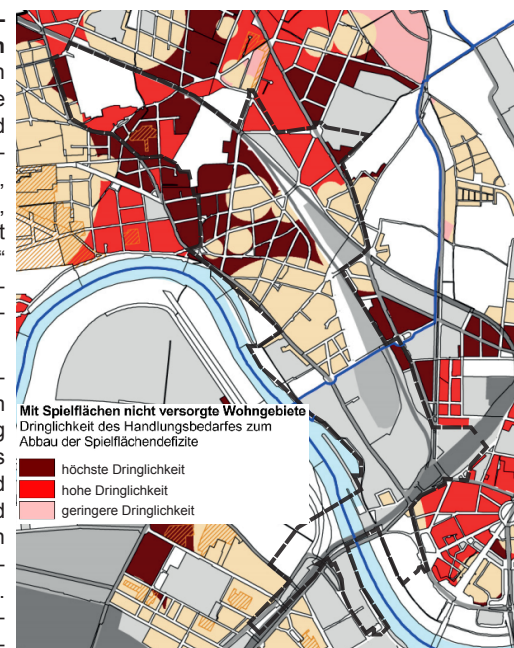 Mit Spielflächen nicht versorgte Wohngebiete
Dringlichkeit des Handlungsbedarfes zum
Abbau der Spielflächendefizite
höchste Dringlichkeit
hohe Dringlichkeit
geringere Dringlichkeit